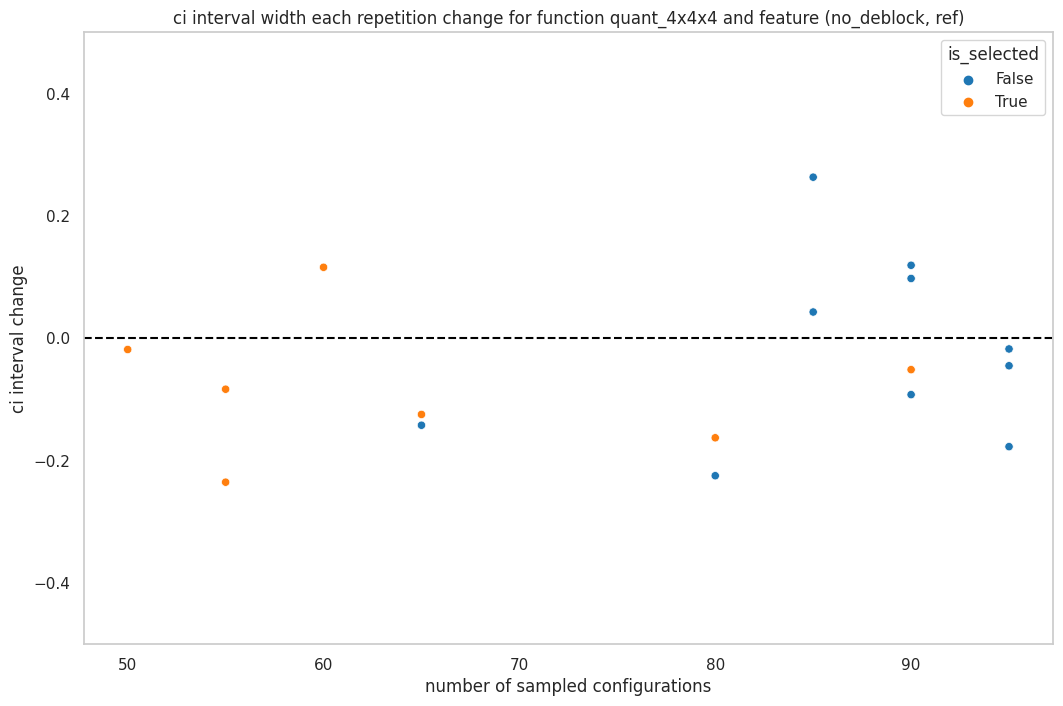 ci interval width each repetition change for function quant_4x4x4 and feature (no_deblock, ref)
is_selected
False
True
0.4
0.2
0.0
−0.2
−0.4
ci interval change
50
60
70
80
90
number of sampled configurations